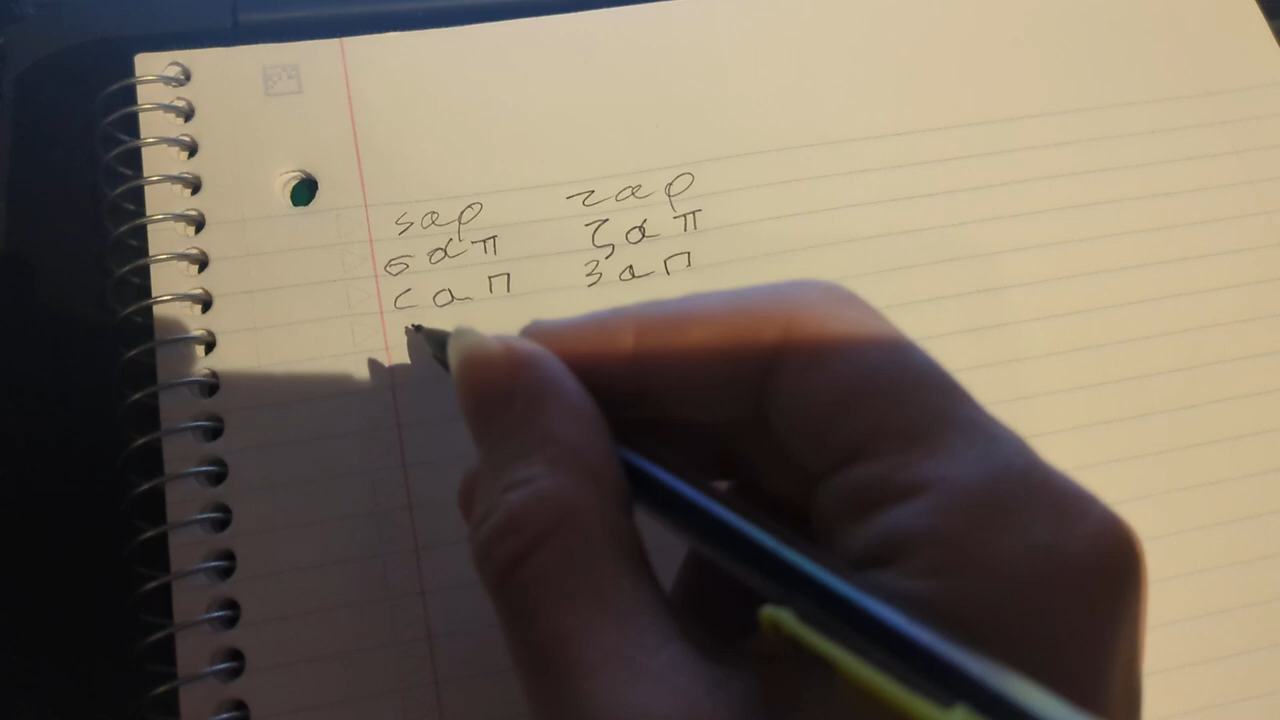 sap zap
σαπ ζαπ
сап зап